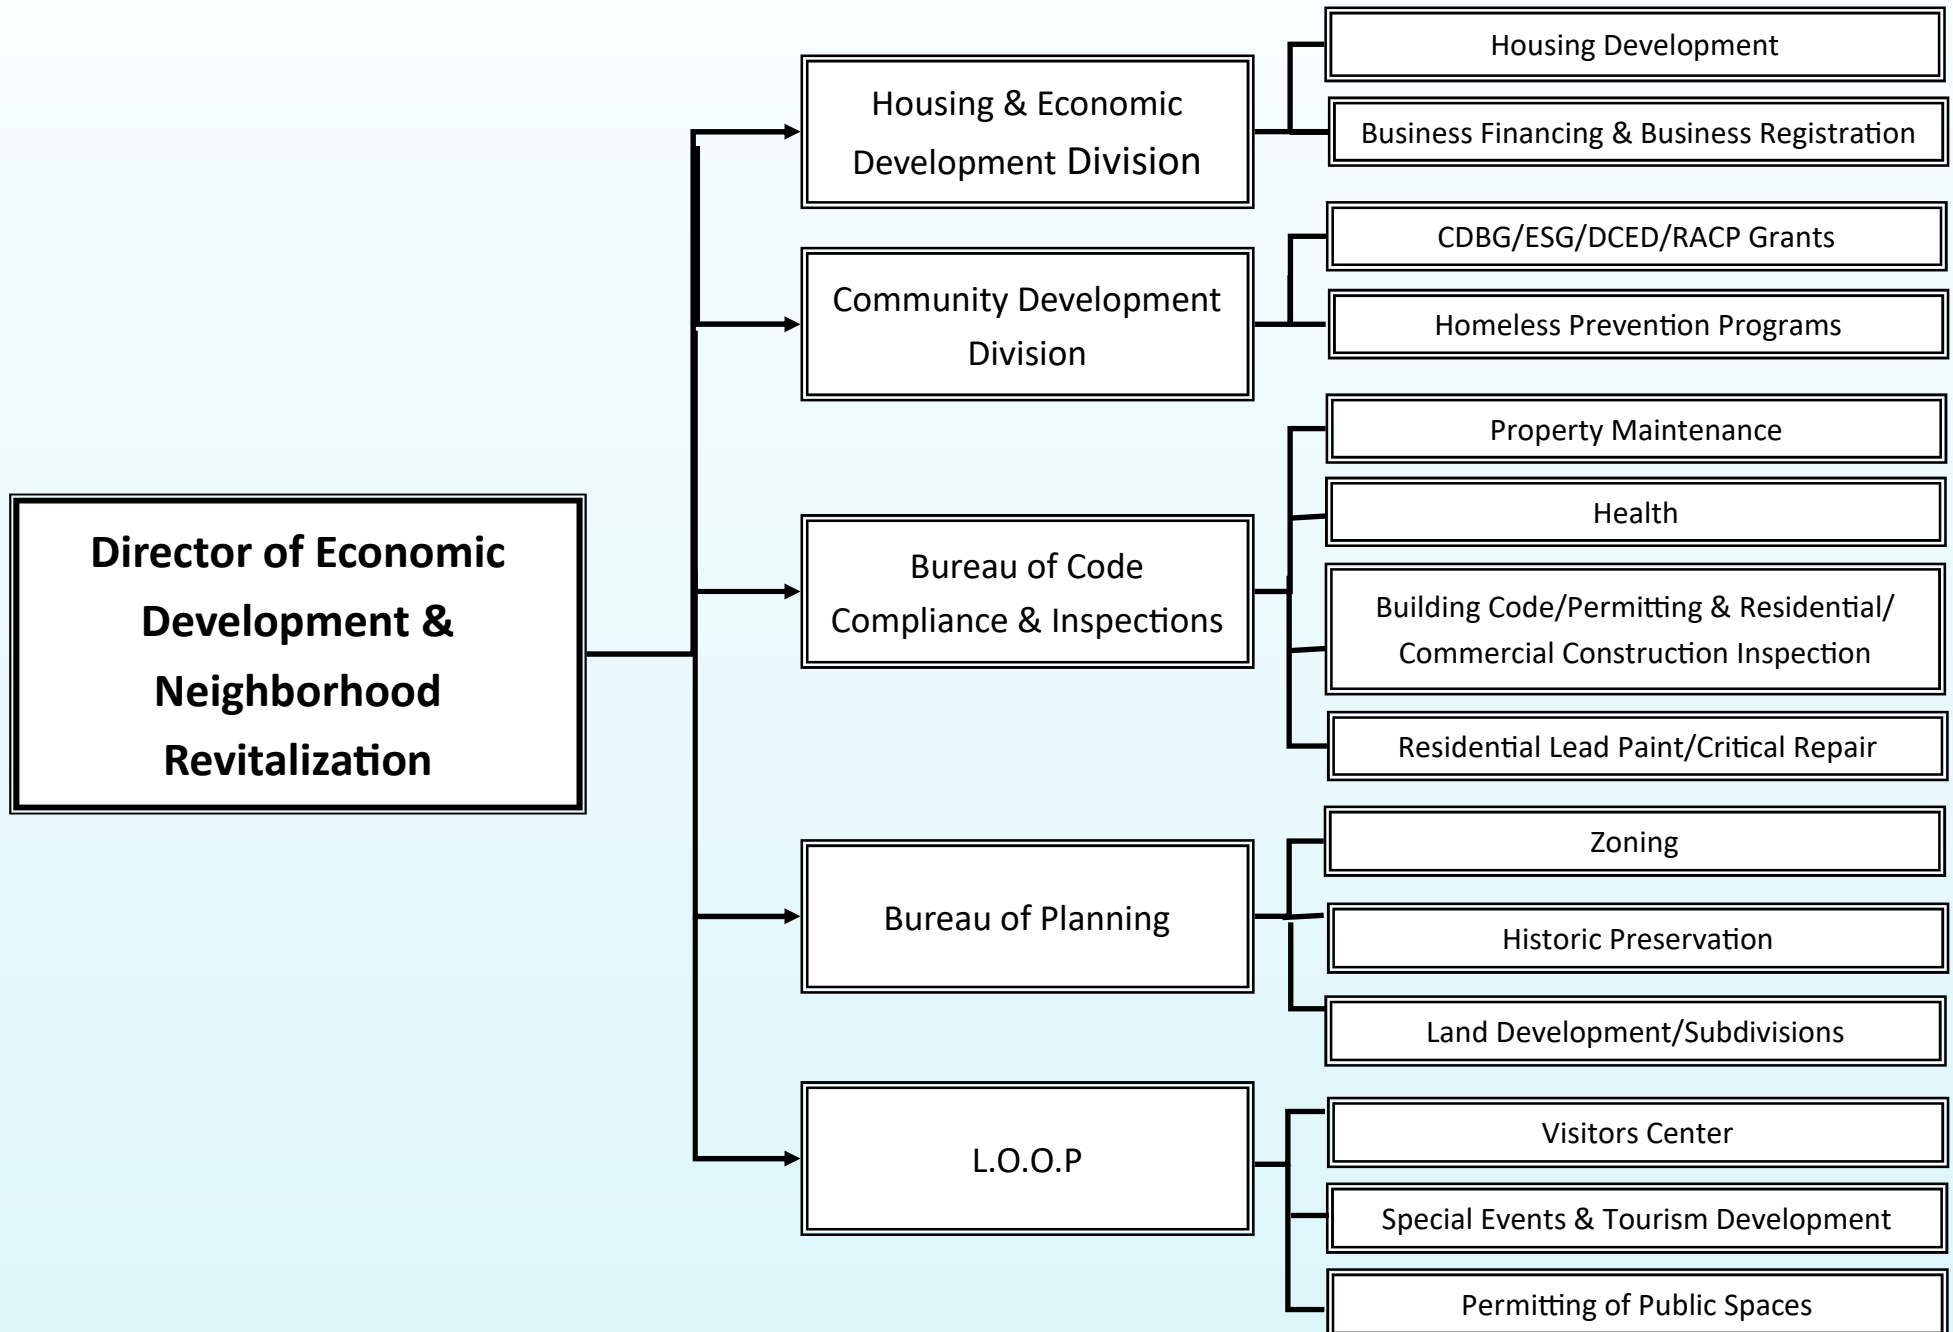 Director of Economic
Development &
Neighborhood
Revitalization
Housing & Economic
Development Division
Housing Development
Business Financing & Business Registration
Community Development
Division
CDBG/ESG/DCED/RACP Grants
Homeless Prevention Programs
Bureau of Code
Compliance & Inspections
Property Maintenance
Health
Building Code/Permitting & Residential/
Commercial Construction Inspection
Residential Lead Paint/Critical Repair
Bureau of Planning
Zoning
Historic Preservation
Land Development/Subdivisions
L.O.O.P
Visitors Center
Special Events & Tourism Development
Permitting of Public Spaces